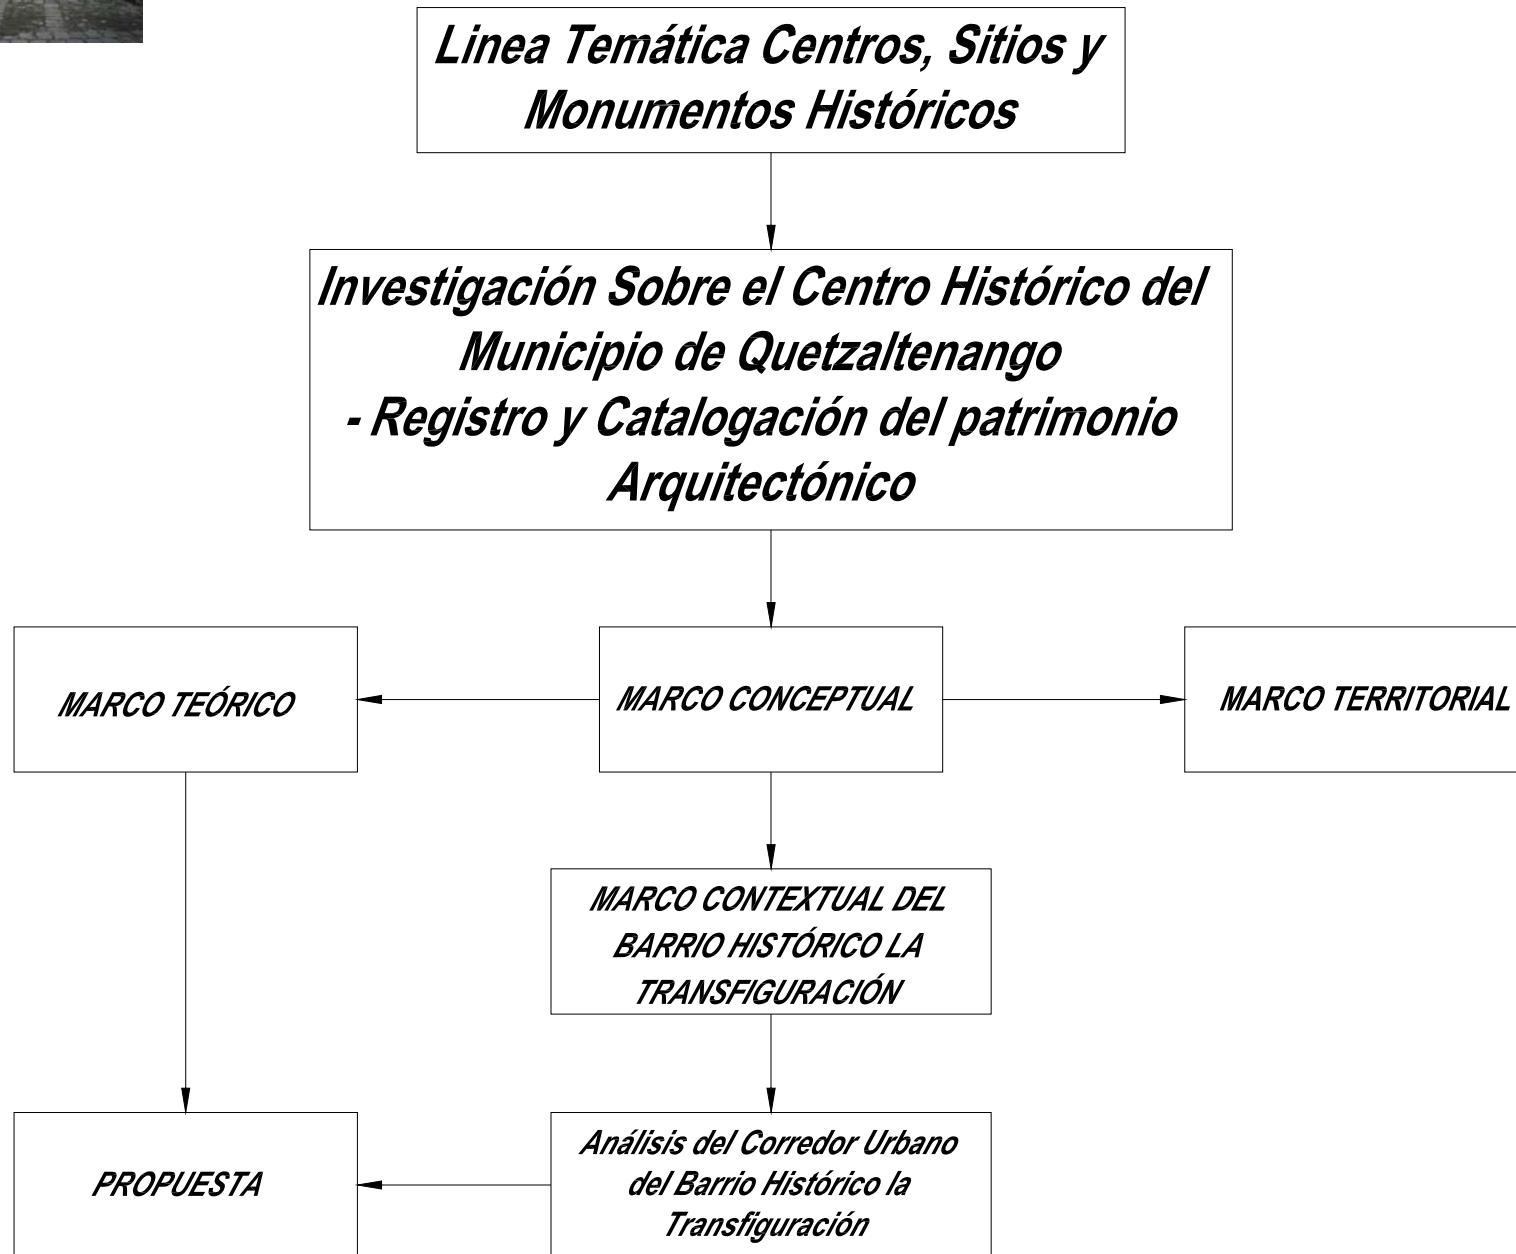 Linea Temática Centros, Sitios y
Monumentos Históricos
Investigación Sobre el Centro Histórico del
Municipio de Quetzaltenango
- Registro y Catalogación del patrimonio
Arquitectónico
MARCO TEÓRICO
MARCO CONCEPTUAL
MARCO TERRITORIAL
MARCO CONTEXTUAL DEL
BARRIO HISTÓRICO LA
TRANSFIGURACIÓN
PROPUESTA
Análisis del Corredor Urbano
del Barrio Histórico la
Transfiguración